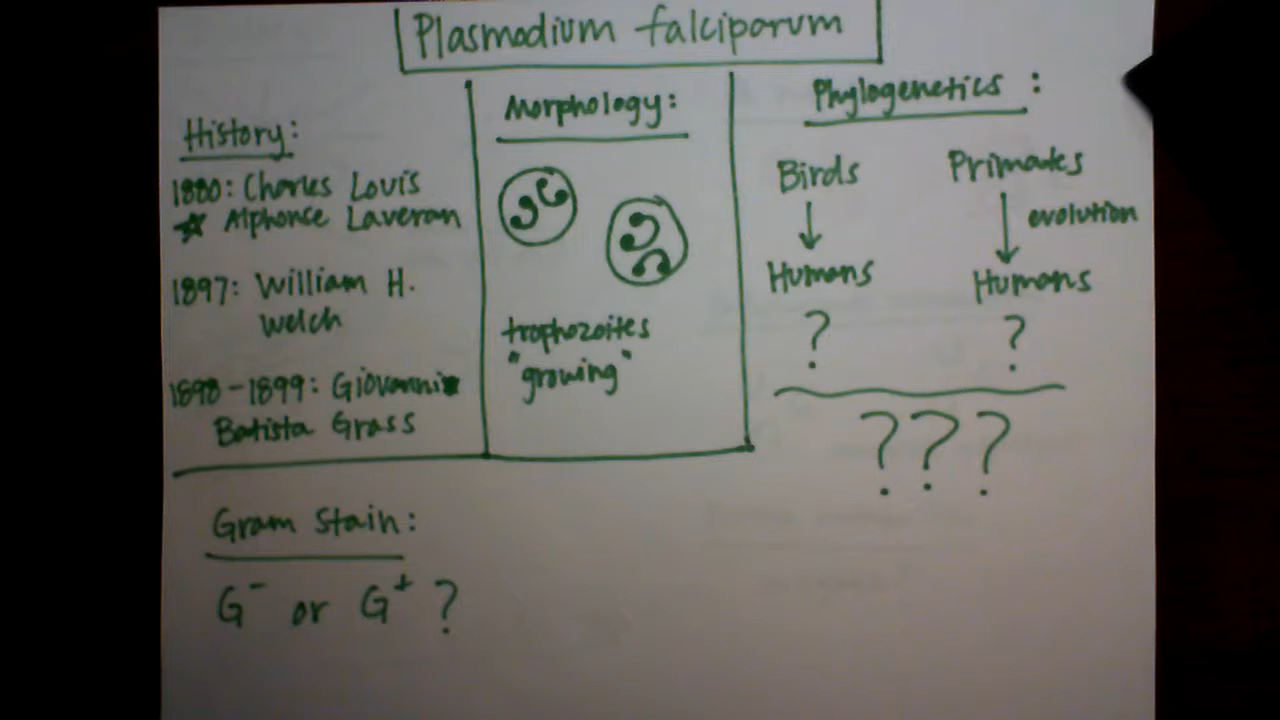 Plasmodium falciparum
History:
1880: Charles Louis
Alphonce Laveran
1897: William H.
Welch
1898-1899: Giovanni
Batista Grass
Morphology:
trophozoites
"growing"
Phylogenetics:
Birds
Humans
?
Primates
evolution
Humans
?
???
Gram Stain:
G⁻ or G⁺ ?